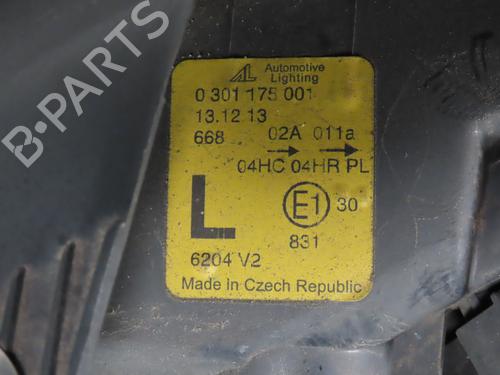 B-PARTS
AL Automotive
Lighting
0 301 175 001
13.12 13
668 02A 011a
04HC 04HR PL
L E1 30
831
6204 V2
Made in Czech Republic